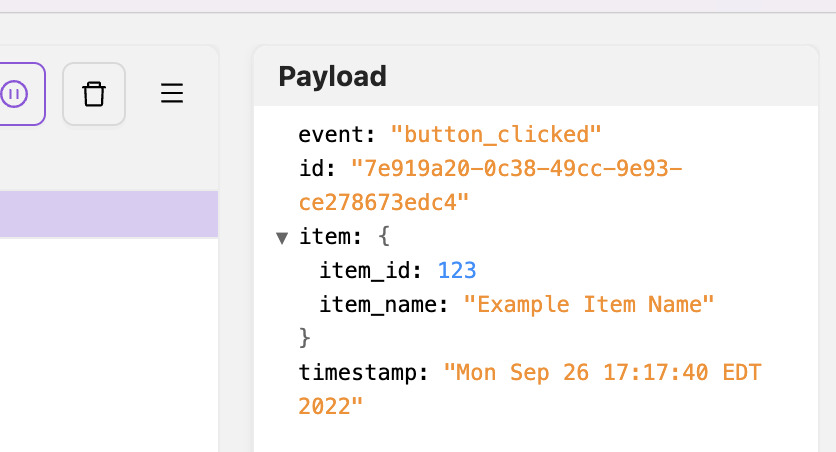 Payload
event: "button_clicked"
id: "7e919a20-0c38-49cc-9e93-
ce278673edc4"
▼ item: {
item_id: 123
item_name: "Example Item Name"
}
timestamp: "Mon Sep 26 17:17:40 EDT
2022"